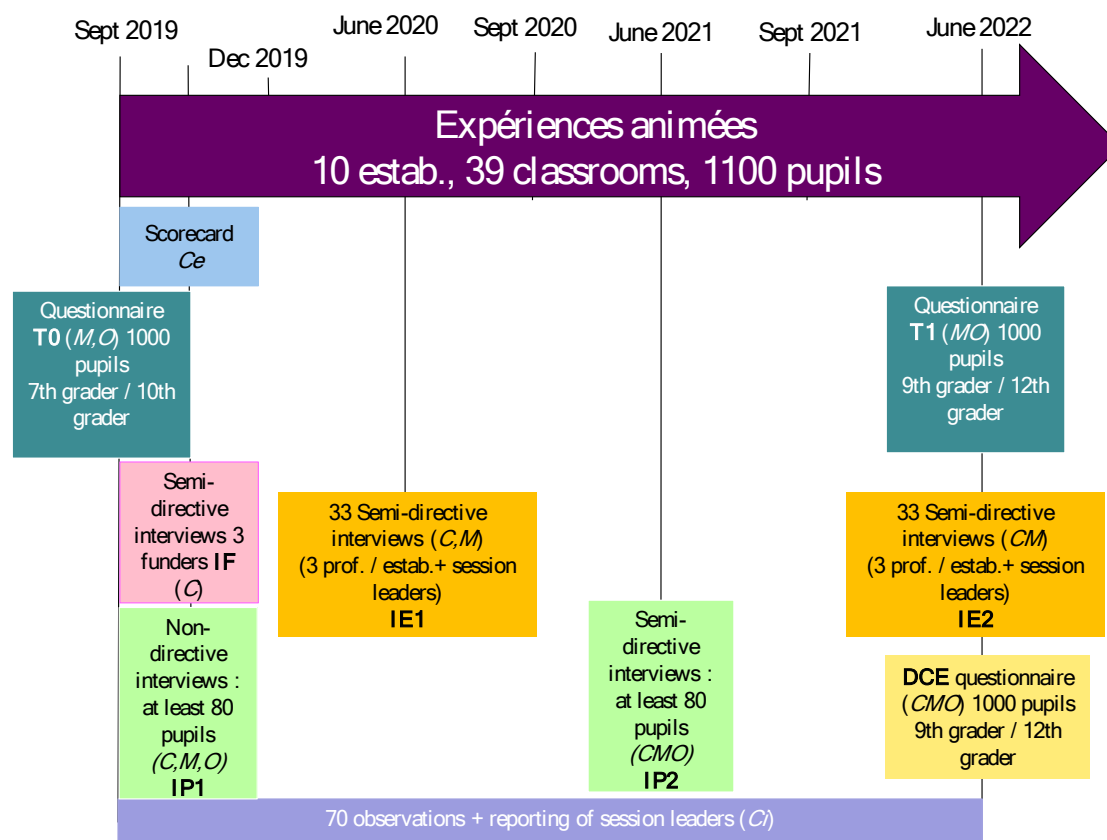 Sept 2019
Dec 2019
June 2020
Sept 2020
June 2021
Sept 2021
June 2022
Expériences animées
10 estab., 39 classrooms, 1100 pupils
Scorecard
Ce
Questionnaire
T0 (M,O) 1000
pupils
7th grader / 10th
grader
Questionnaire
T1 (MO) 1000
pupils
9th grader / 12th
grader
Semi-
directive
interviews 3
funders IF
(C)
33 Semi-directive
interviews (C,M)
(3 prof. / estab.+ session
leaders)
IE1
33 Semi-directive
interviews (CM)
(3 prof. / estab.+ session
leaders)
IE2
Non-
directive
interviews :
at least 80
pupils
(C,M,O)
IP1
Semi-
directive
interviews :
at least 80
pupils
(CMO)
IP2
DCE questionnaire
(CMO) 1000 pupils
9th grader / 12th
grader
70 observations + reporting of session leaders (Ci)